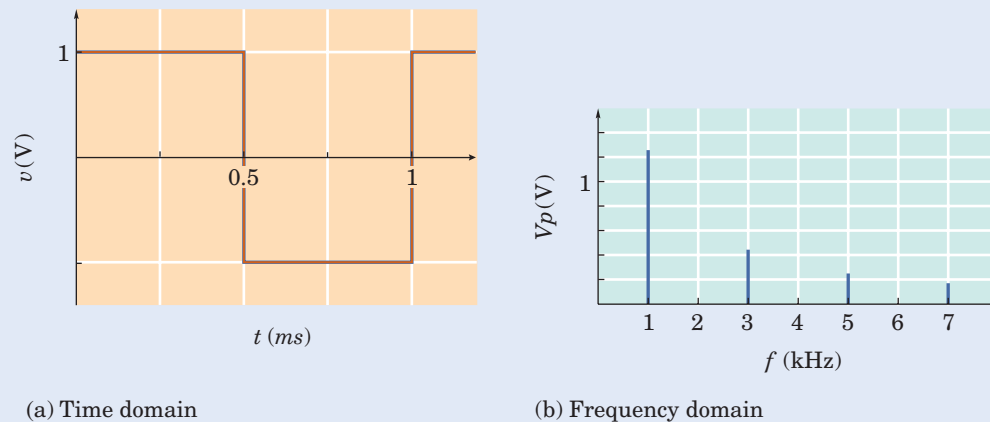 1
v (V)
0.5
1
t (ms)
(a) Time domain
1
Vp (V)
1 2 3 4 5 6 7
f (kHz)
(b) Frequency domain